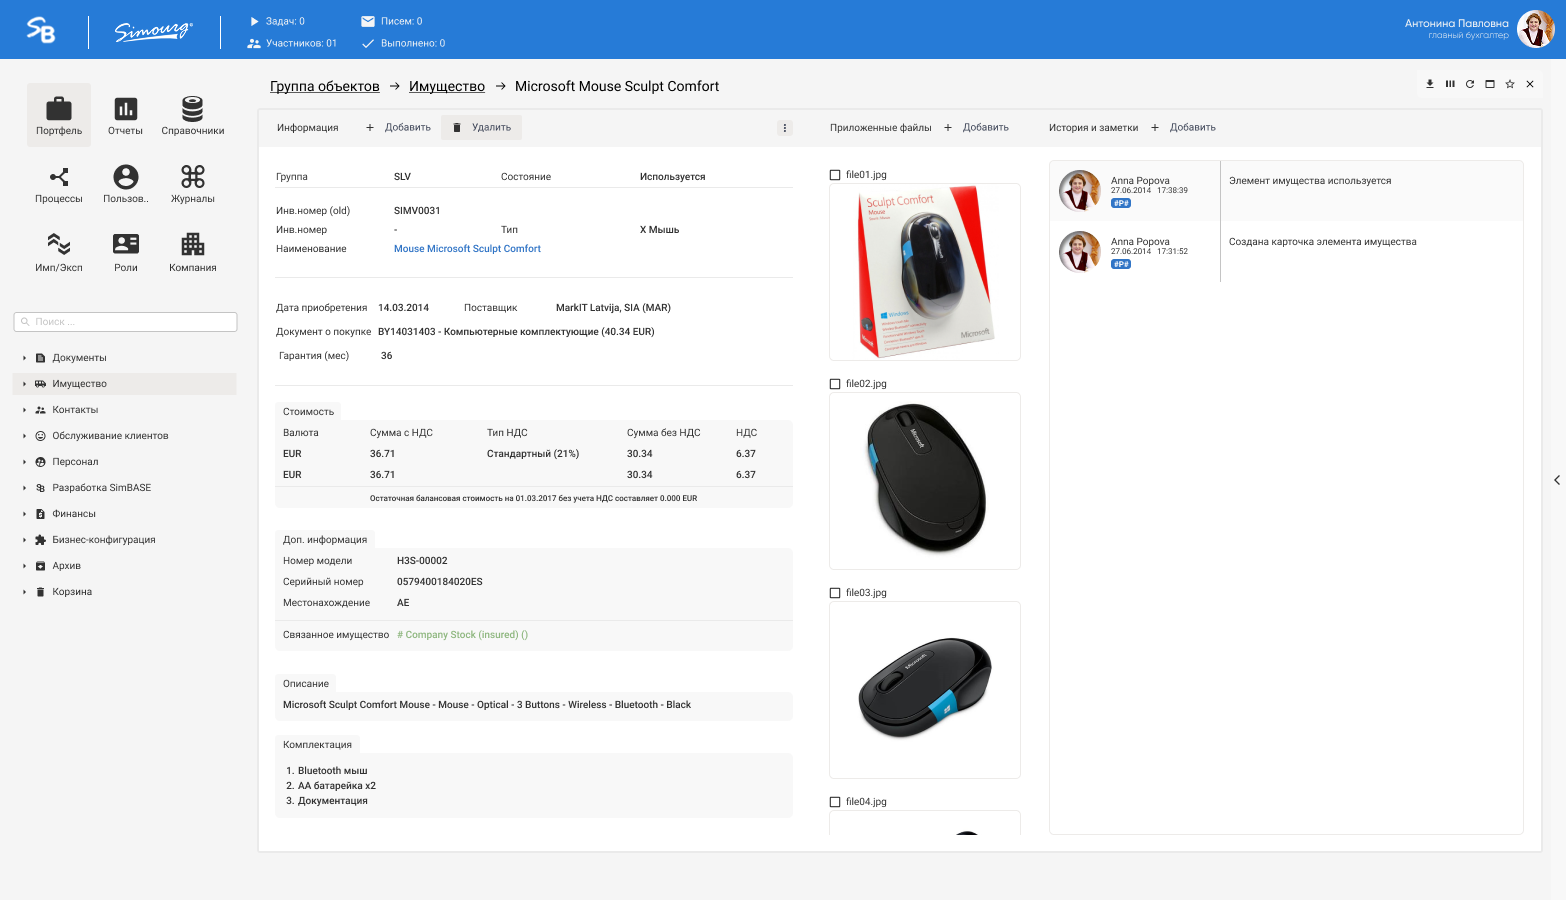 SB
Simourg
Задач: 0
Писем: 0
Участников: 01
Выполнено: 0
Антонина Павловна
главный бухгалтер
Портфель
Отчеты
Справочники
Процессы
Пользов..
Журналы
Имп/Эксп
Роли
Компания
Поиск ...
Документы
Имущество
Контакты
Обслуживание клиентов
Персонал
Разработка SimBASE
Финансы
Бизнес-конфигурация
Архив
Корзина
Группа объектов → Имущество → Microsoft Mouse Sculpt Comfort
Информация + Добавить Удалить
Группа SLV Состояние Используется
Инв.номер (old) SIMV0031
Инв.номер - Тип X Мышь
Наименование Mouse Microsoft Sculpt Comfort
Дата приобретения 14.03.2014 Поставщик MarkIT Latvija, SIA (MAR)
Документ о покупке BY14031403 - Компьютерные комплектующие (40.34 EUR)
Гарантия (мес) 36
Стоимость
Валюта Сумма с НДС Тип НДС Сумма без НДС НДС
EUR 36.71 Стандартный (21%) 30.34 6.37
EUR 36.71 30.34 6.37
Остаточная балансовая стоимость на 01.03.2017 без учета НДС составляет 0.000 EUR
Доп. информация
Номер модели H3S-00002
Серийный номер 0579400184020ES
Местонахождение AE
Связанное имущество # Company Stock (insured) ()
Описание
Microsoft Sculpt Comfort Mouse - Mouse - Optical - 3 Buttons - Wireless - Bluetooth - Black
Комплектация
1. Bluetooth мыш
2. AA батарейка x2
3. Документация
Приложенные файлы + Добавить
file01.jpg
Sculpt Comfort
Mouse
Windows
Microsoft
file02.jpg
Microsoft
file03.jpg
Microsoft
file04.jpg
История и заметки + Добавить
Anna Popova
27.06.2014 17:38:39
#P#
Элемент имущества используется
Anna Popova
27.06.2014 17:31:52
#P#
Создана карточка элемента имущества